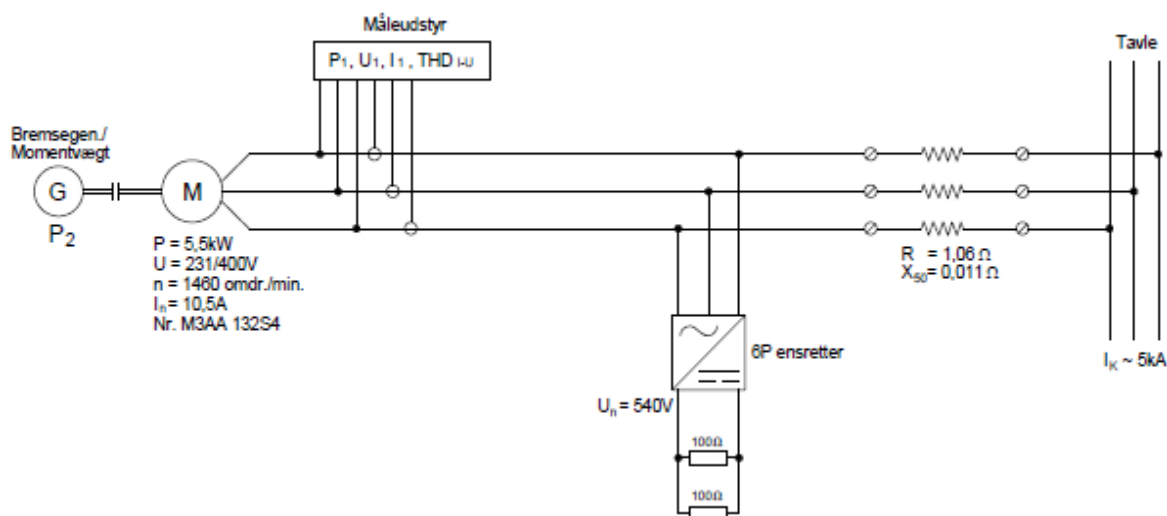 Måleudstyr
P1, U1, I1, THD I-U
Tavle
Bremsegen./
Momentvægt
G
M
P2
P = 5,5kW
U = 231/400V
n = 1460 omdr./min.
In = 10,5A
Nr. M3AA 132S4
R = 1,06 Ω
X50 = 0,011 Ω
6P ensretter
IK ~ 5kA
Un = 540V
100Ω
100Ω